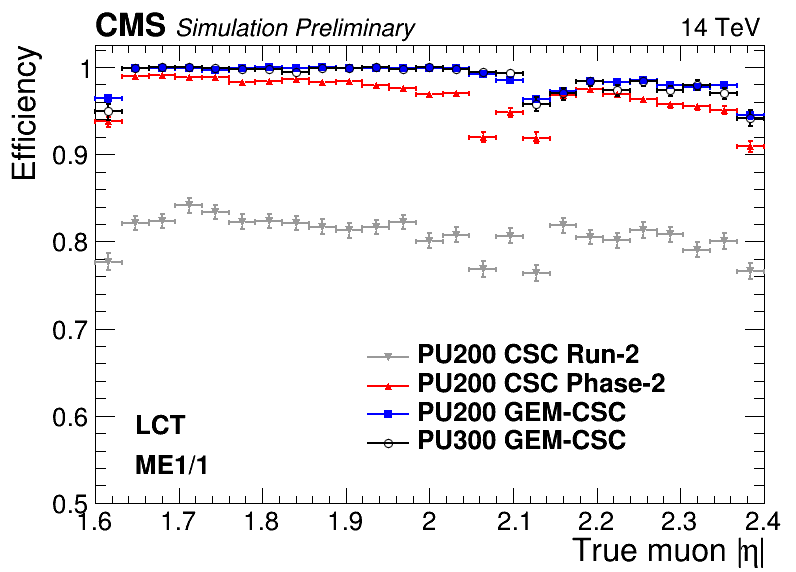 CMS Simulation Preliminary 14 TeV
Efficiency
1
0.9
0.8
0.7
0.6
0.5
PU200 CSC Run-2
PU200 CSC Phase-2
PU200 GEM-CSC
PU300 GEM-CSC
LCT
ME1/1
1.6 1.7 1.8 1.9 2 2.1 2.2 2.3 2.4
True muon |η|